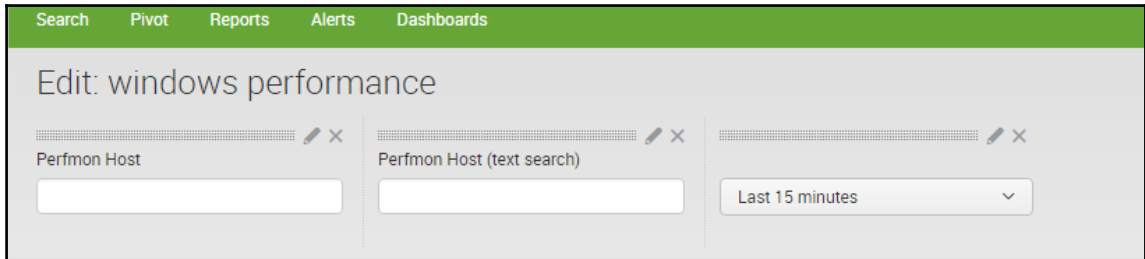 Search Pivot Reports Alerts Dashboards
Edit: windows performance
Perfmon Host Perfmon Host (text search)
Last 15 minutes